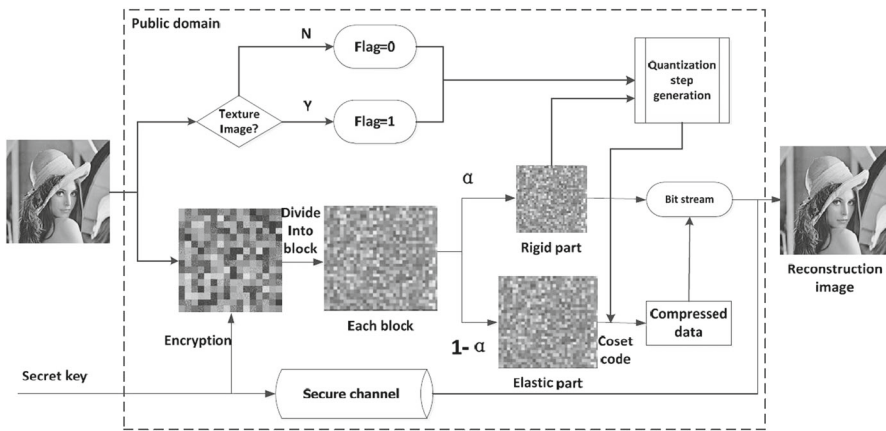 Public domain
N
Flag=0
Texture
Image?
Y
Flag=1
Quantization
step
generation
Divide
Into
block
α
Rigid part
Bit stream
Reconstruction
image
Encryption
Each block
1- α
Elastic part
Coset
code
Compressed
data
Secret key
Secure channel